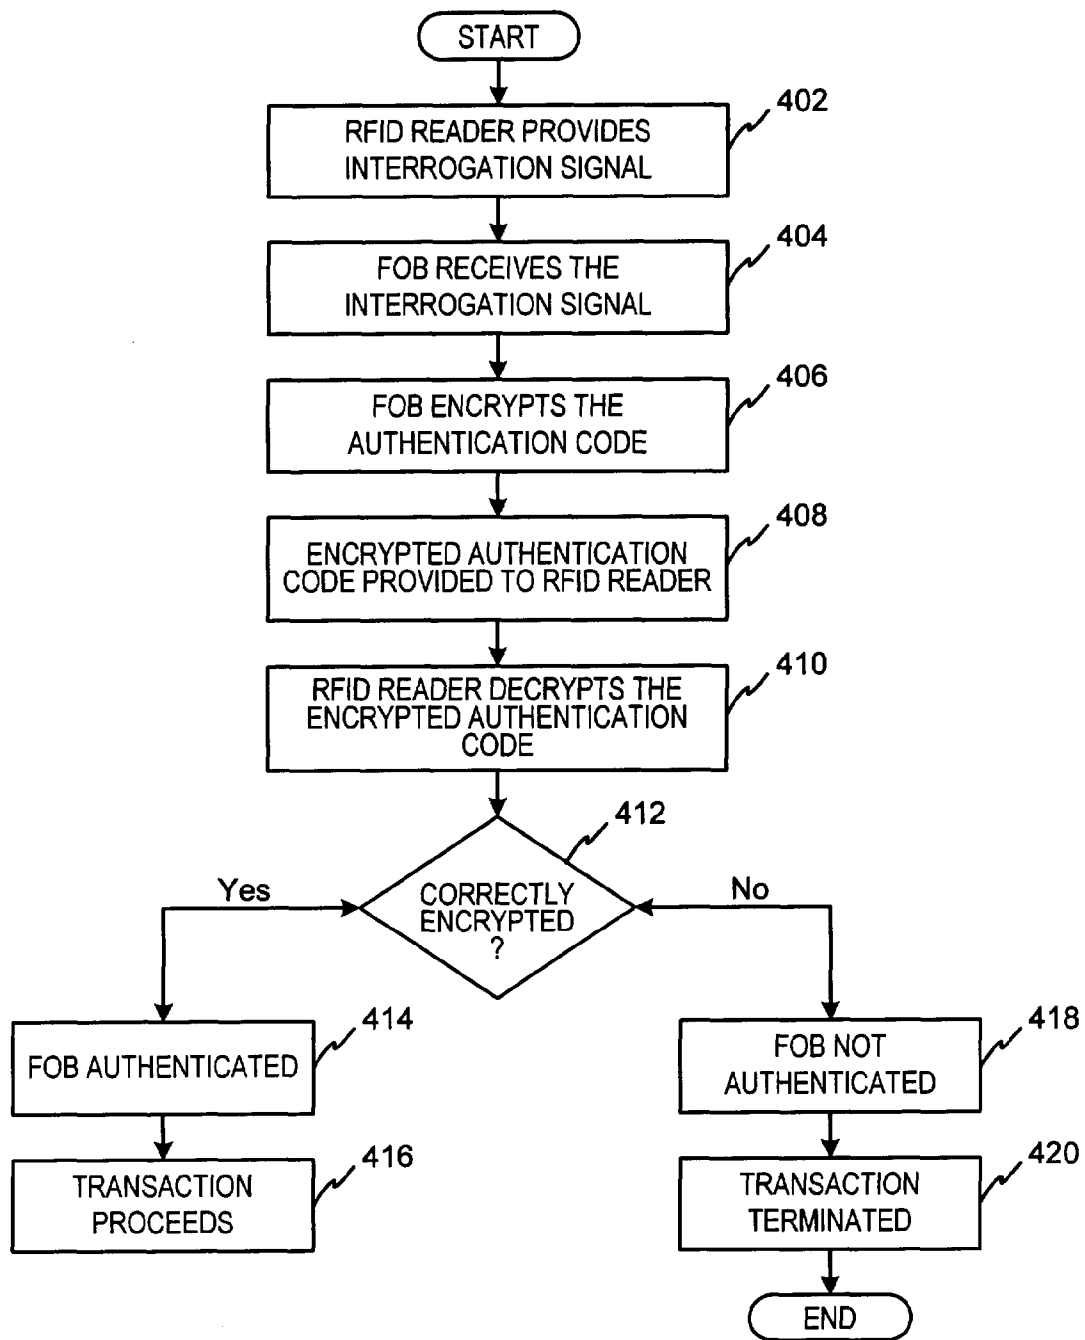 START
402
RFID READER PROVIDES
INTERROGATION SIGNAL
404
FOB RECEIVES THE
INTERROGATION SIGNAL
406
FOB ENCRYPTS THE
AUTHENTICATION CODE
408
ENCRYPTED AUTHENTICATION
CODE PROVIDED TO RFID READER
410
RFID READER DECRYPTS THE
ENCRYPTED AUTHENTICATION
CODE
412
CORRECTLY
ENCRYPTED
?
Yes
No
414
FOB AUTHENTICATED
416
TRANSACTION
PROCEEDS
418
FOB NOT
AUTHENTICATED
420
TRANSACTION
TERMINATED
END